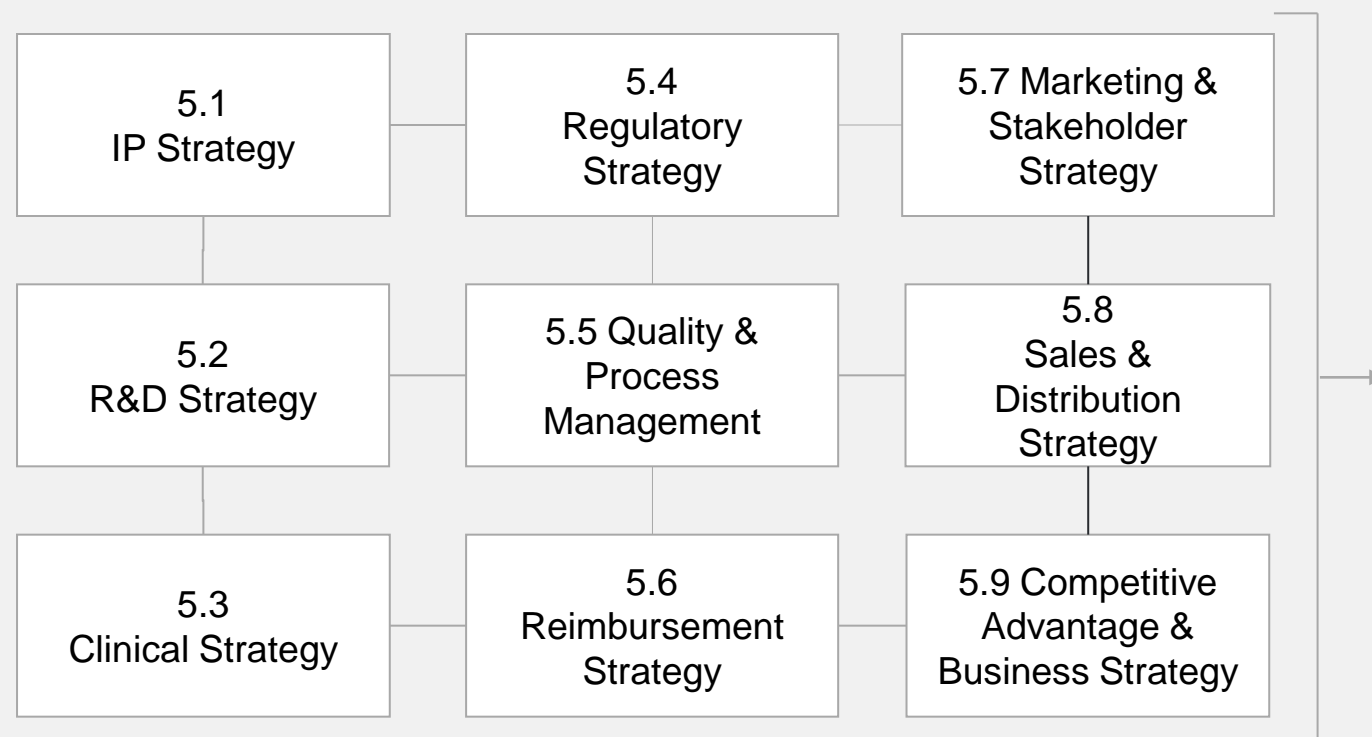 5.1
IP Strategy
5.4
Regulatory
Strategy
5.7 Marketing &
Stakeholder
Strategy
5.2
R&D Strategy
5.5 Quality &
Process
Management
5.8
Sales &
Distribution
Strategy
5.3
Clinical Strategy
5.6
Reimbursement
Strategy
5.9 Competitive
Advantage &
Business Strategy